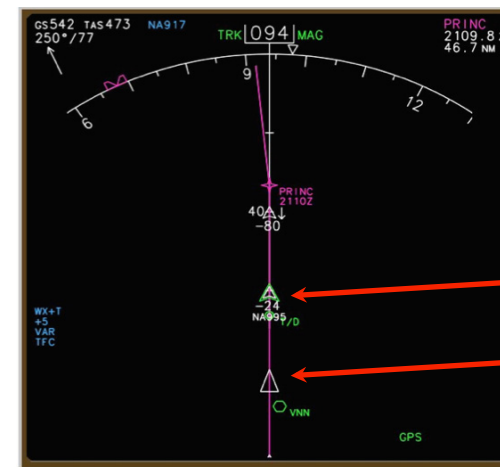 GS542 TAS473 NA917
250°/77
TRK 094 MAG
PRINC
2109.8
46.7 NM
6
9
12
PRINC
2110Z
40
-80
-24
NA995
T/D
WX+T
+5
VAR
TFC
VNN
GPS